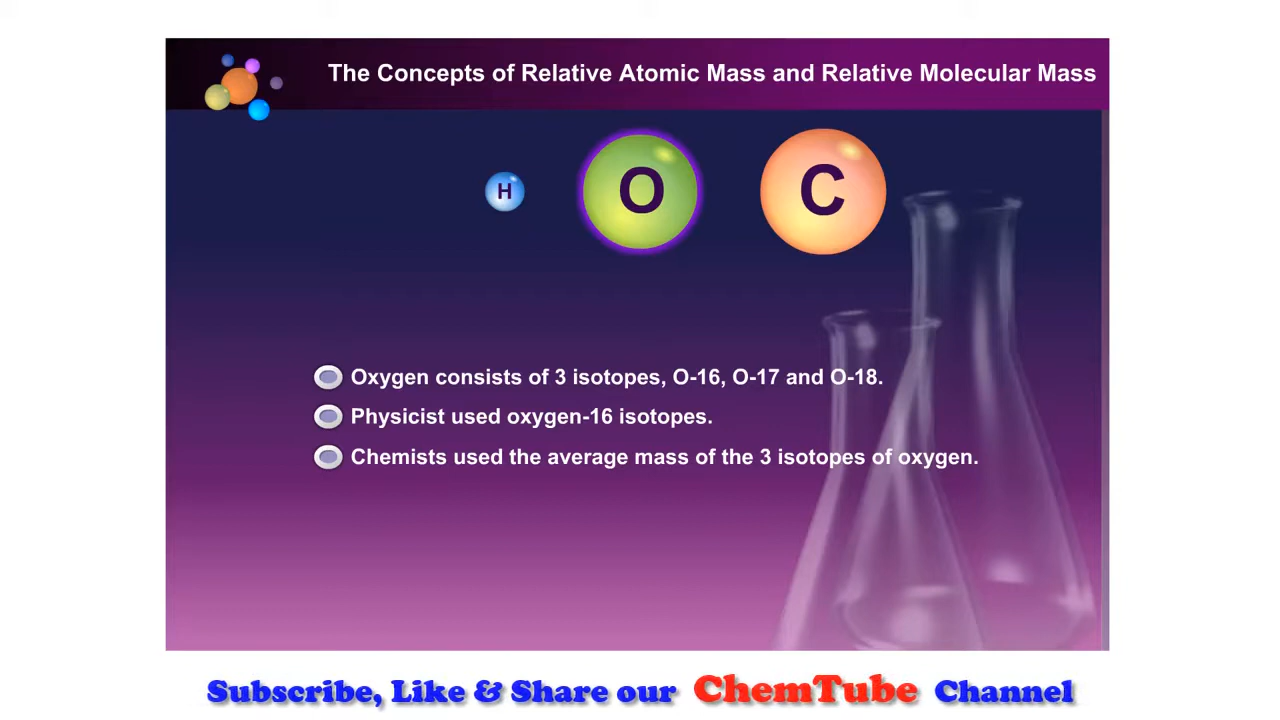 The Concepts of Relative Atomic Mass and Relative Molecular Mass
H O C
Oxygen consists of 3 isotopes, O-16, O-17 and O-18.
Physicist used oxygen-16 isotopes.
Chemists used the average mass of the 3 isotopes of oxygen.
Subscribe, Like & Share our ChemTube Channel